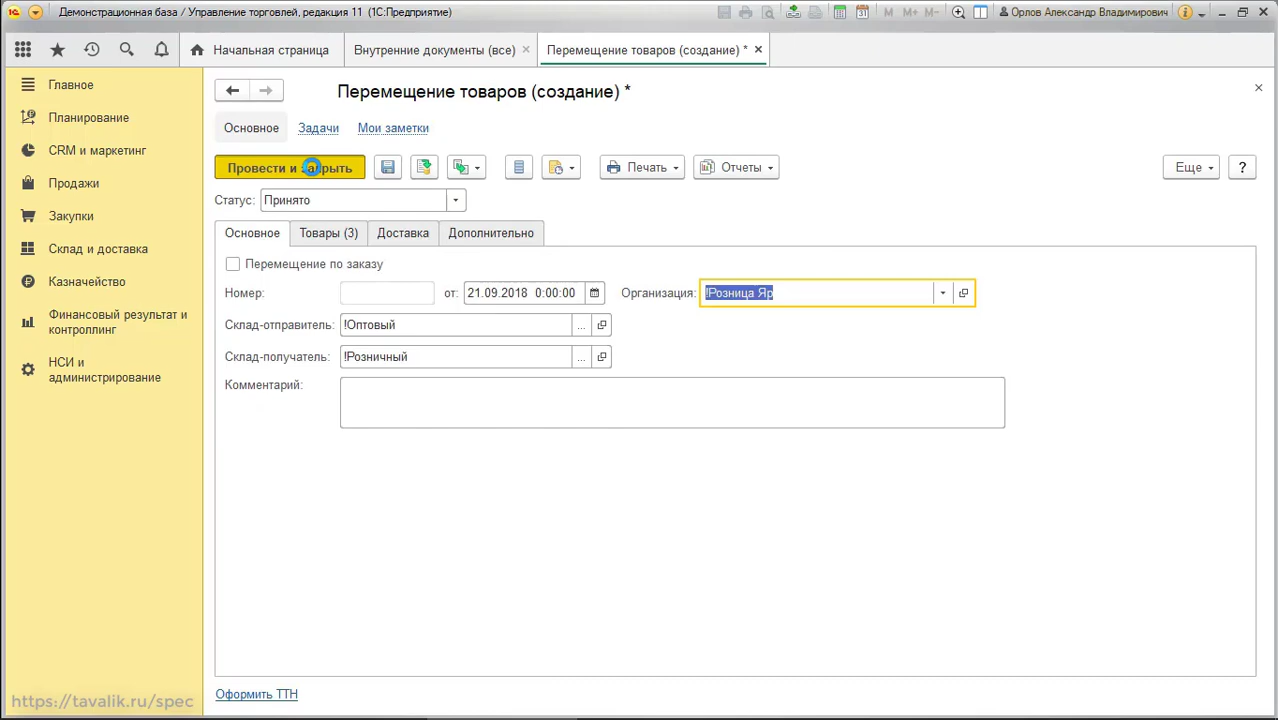 Демонстрационная база / Управление торговлей, редакция 11 (1С:Предприятие)
M M+ M-
Орлов Александр Владимирович
Начальная страница
Внутренние документы (все)
Перемещение товаров (создание) *
Главное
Планирование
CRM и маркетинг
Продажи
Закупки
Склад и доставка
Казначейство
Финансовый результат и
контроллинг
НСИ и
администрирование
Перемещение товаров (создание) *
Основное
Задачи
Мои заметки
Провести и закрыть
Печать
Отчеты
Еще
?
Статус: Принято
Основное
Товары (3)
Доставка
Дополнительно
Перемещение по заказу
Номер:
от: 21.09.2018 0:00:00
Организация: !Розница Яр
Склад-отправитель: !Оптовый
Склад-получатель: !Розничный
Комментарий:
Оформить ТТН
https://tavalik.ru/spec